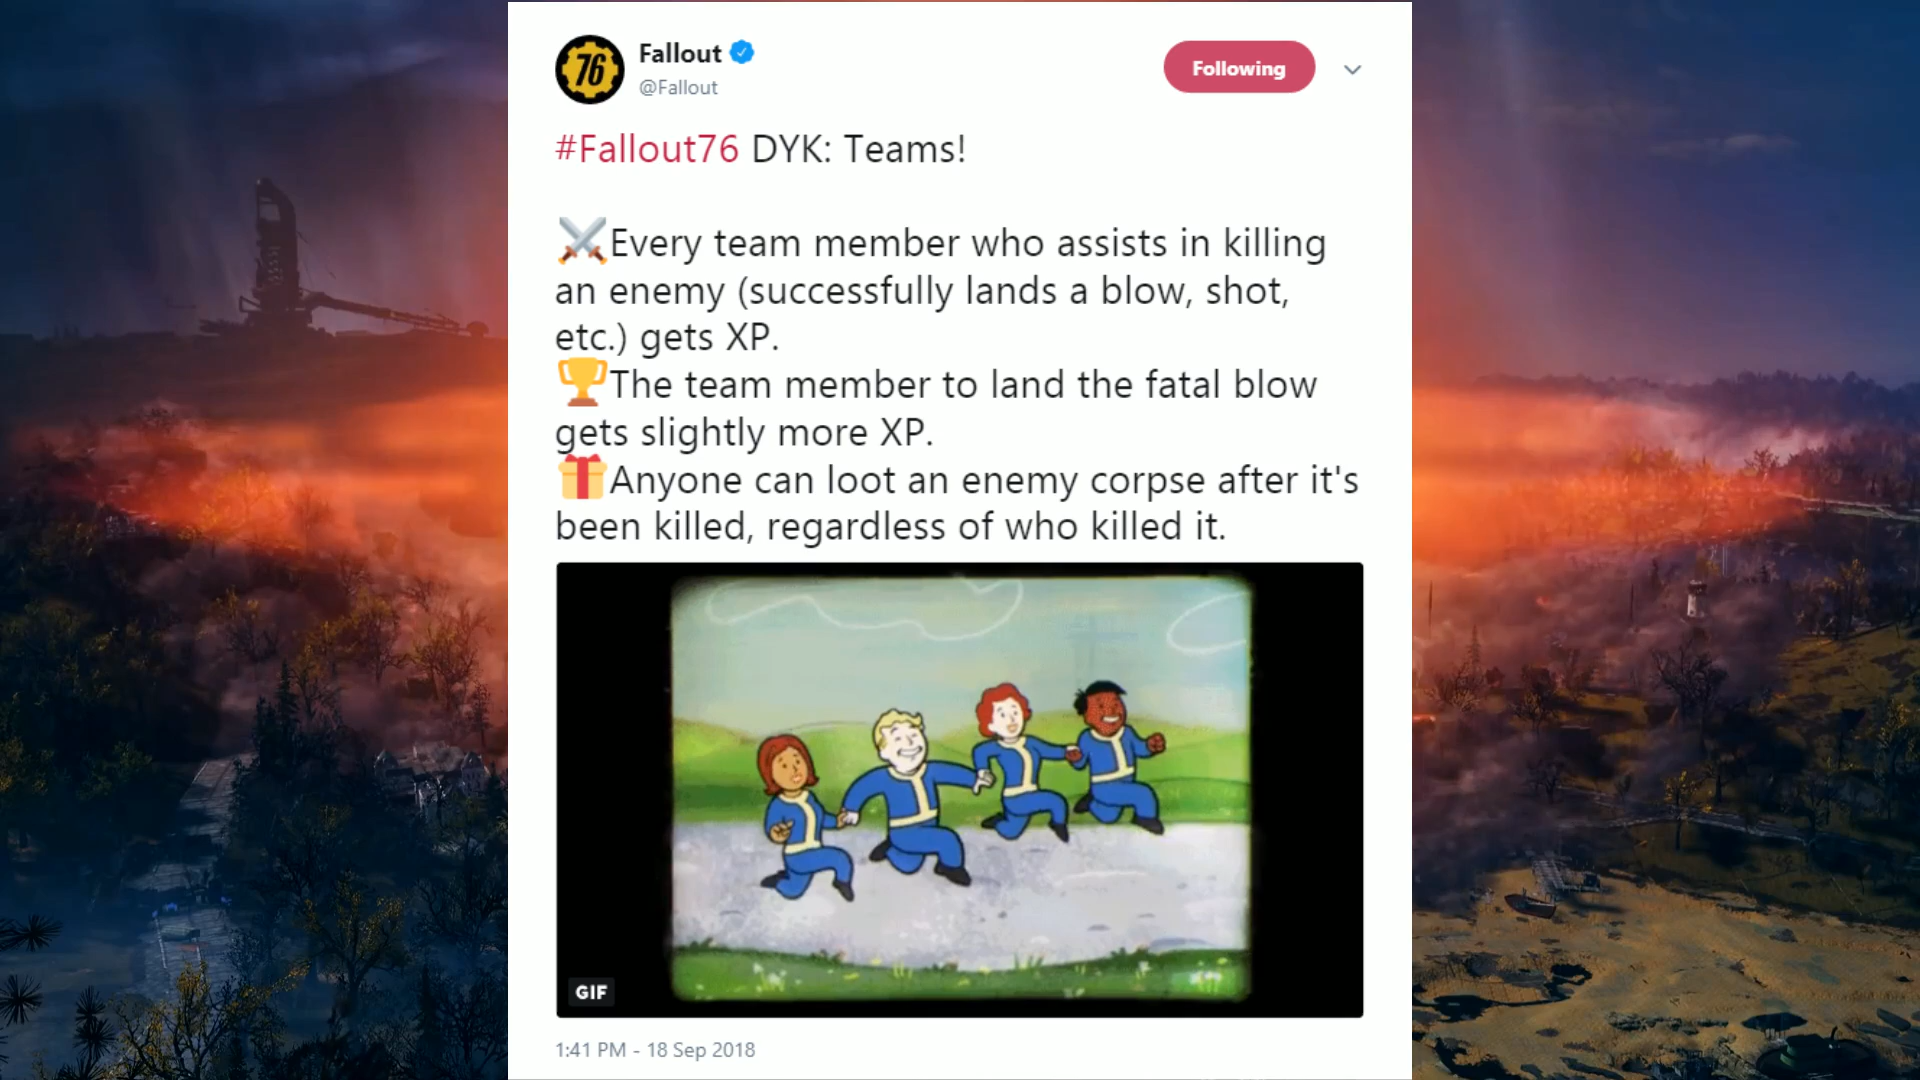 76
Fallout
@Fallout
Following
#Fallout76 DYK: Teams!
⚔️Every team member who assists in killing
an enemy (successfully lands a blow, shot,
etc.) gets XP.
🏆The team member to land the fatal blow
gets slightly more XP.
🎁Anyone can loot an enemy corpse after it's
been killed, regardless of who killed it.
GIF
1:41 PM - 18 Sep 2018